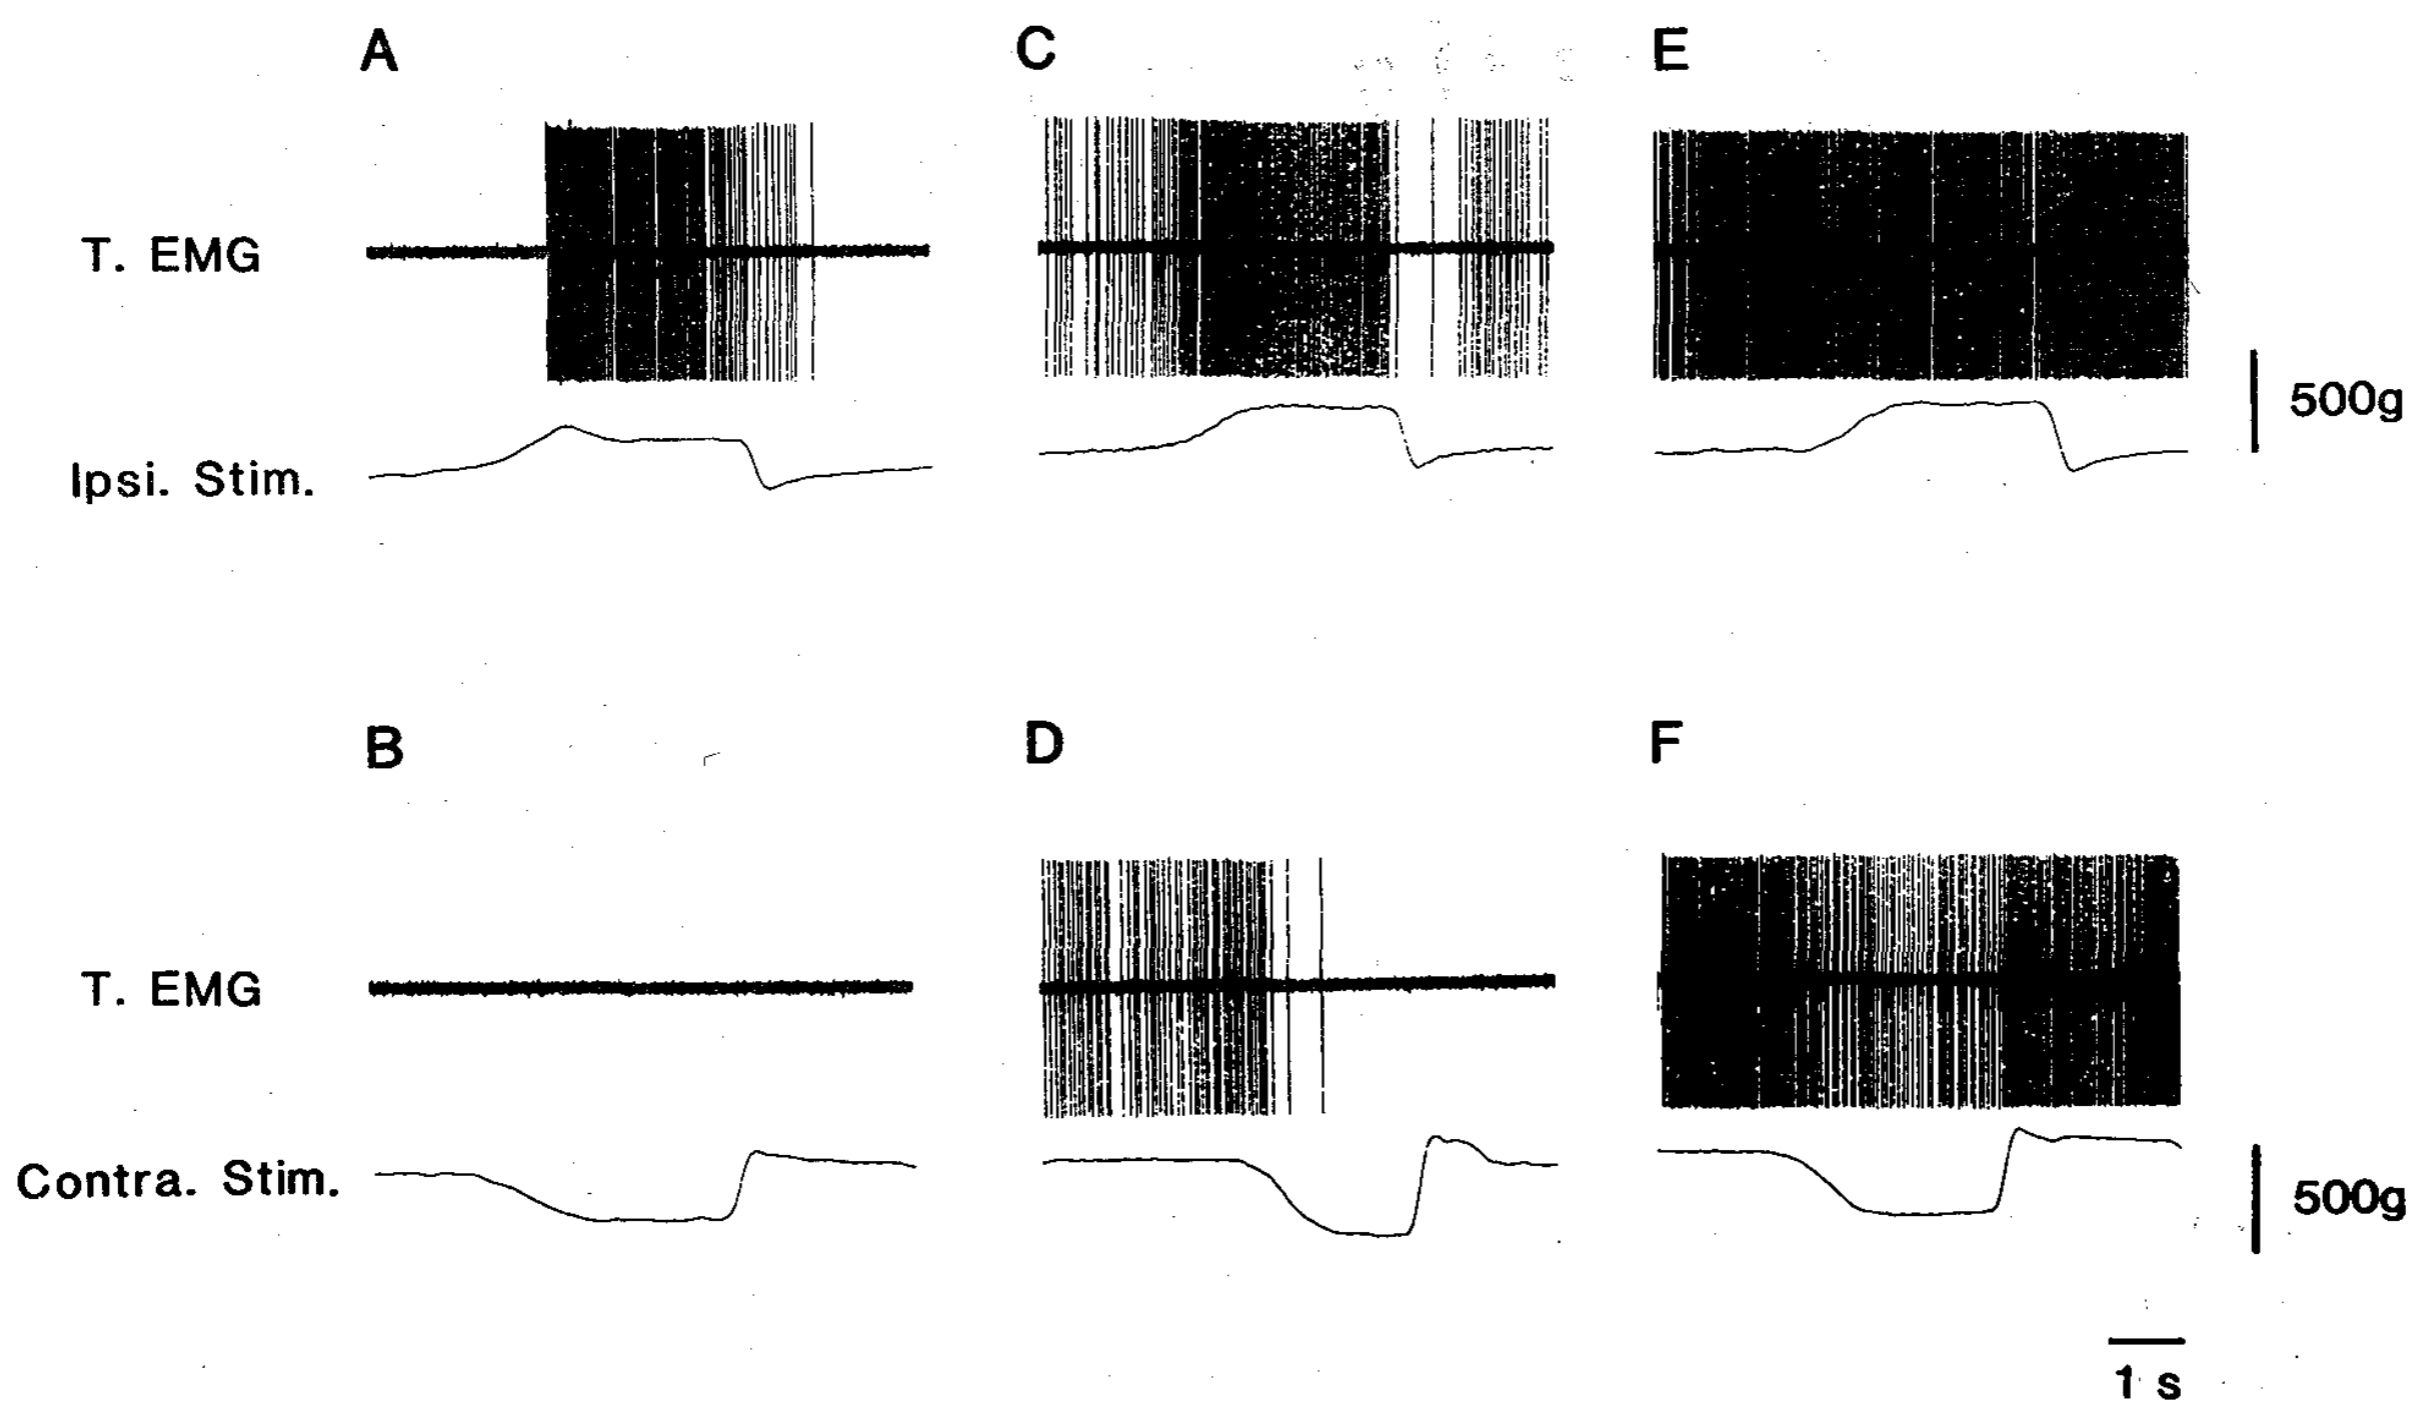 A
C
E
T. EMG
500g
Ipsi. Stim.
B
D
F
T. EMG
Contra. Stim.
500g
1 s